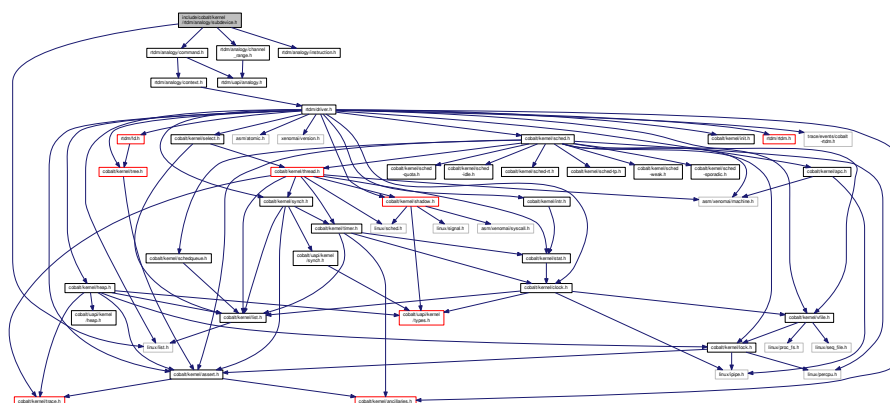 include/cobalt/kernel
/rtdm/analogy/subdevice.h
rtdm/analogy/command.h
rtdm/analogy/channel
_range.h
rtdm/analogy/instruction.h
rtdm/analogy/context.h
rtdm/uapi/analogy.h
rtdm/driver.h
rtdm/fd.h
cobalt/kernel/select.h
asm/atomic.h
xenomai/version.h
cobalt/kernel/sched.h
cobalt/kernel/init.h
rtdm/rtdm.h
trace/events/cobalt
-rtdm.h
cobalt/kernel/tree.h
cobalt/kernel/thread.h
cobalt/kernel/sched
-quota.h
cobalt/kernel/sched
-idle.h
cobalt/kernel/sched-rt.h
cobalt/kernel/sched-tp.h
cobalt/kernel/sched
-weak.h
cobalt/kernel/sched
-sporadic.h
cobalt/kernel/apc.h
cobalt/kernel/synch.h
cobalt/kernel/shadow.h
cobalt/kernel/intr.h
asm/xenomai/machine.h
cobalt/kernel/timer.h
linux/sched.h
linux/signal.h
asm/xenomai/syscall.h
cobalt/kernel/schedqueue.h
cobalt/uapi/kernel
/synch.h
cobalt/kernel/stat.h
cobalt/kernel/heap.h
cobalt/kernel/clock.h
cobalt/uapi/kernel
/heap.h
cobalt/kernel/list.h
cobalt/uapi/kernel
/types.h
cobalt/kernel/vfile.h
linux/list.h
cobalt/kernel/lock.h
linux/proc_fs.h
linux/seq_file.h
cobalt/kernel/assert.h
linux/ipipe.h
linux/percpu.h
cobalt/kernel/trace.h
cobalt/kernel/ancillaries.h